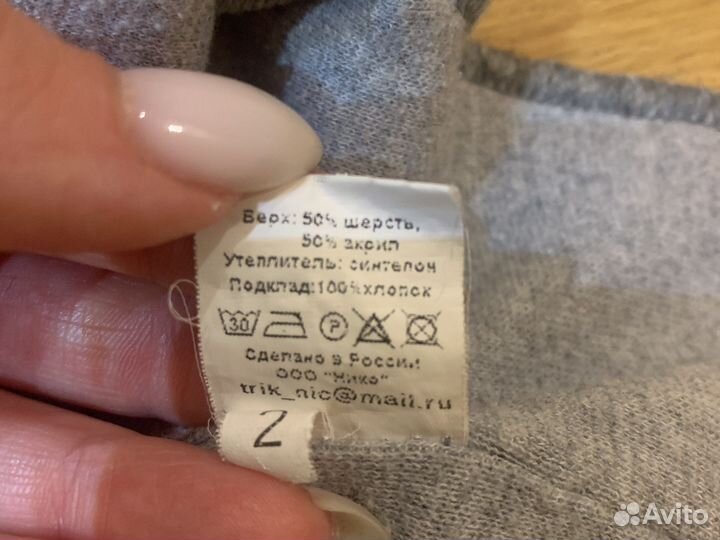 Верх: 50% шерсть,
50% акрил
Утеплитель: синтепон
Подклад:100%хлопок
30 P
Сделано в России
ООО "Нико"
trik_nic@mail.ru
2
Avito